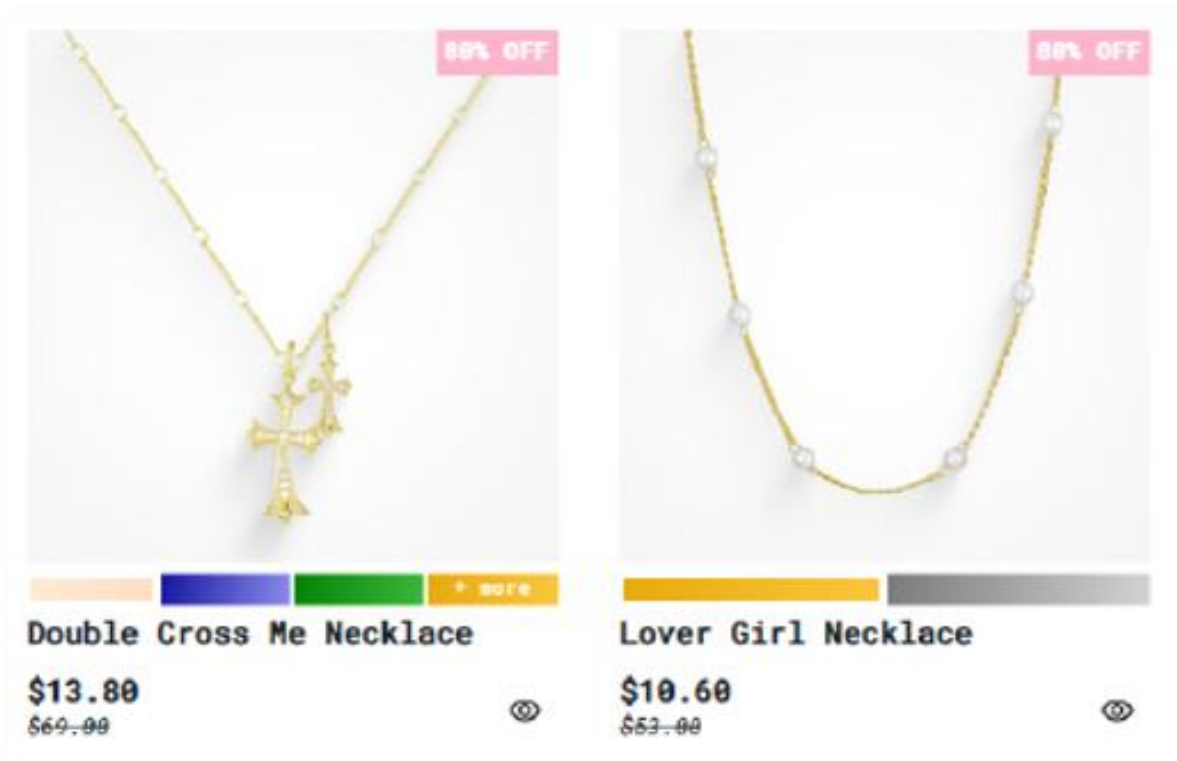 80% OFF
80% OFF
+ more
Double Cross Me Necklace
$13.80
$69.00
Lover Girl Necklace
$10.60
$53.00